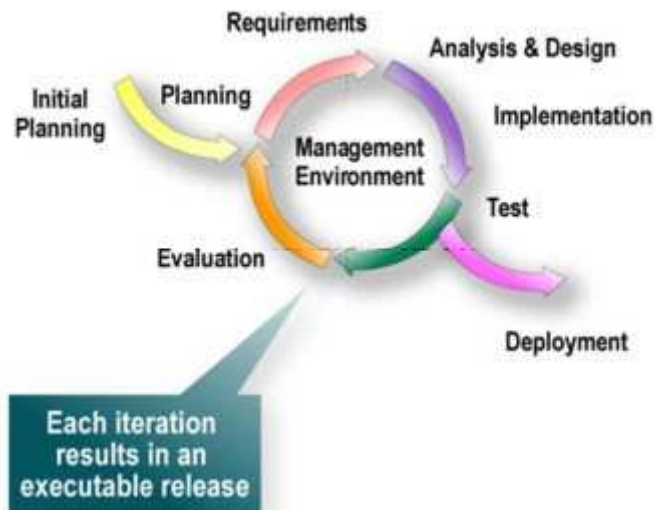 Requirements
Analysis & Design
Planning
Initial
Planning
Implementation
Management
Environment
Test
Evaluation
Deployment
Each iteration
results in an
executable release